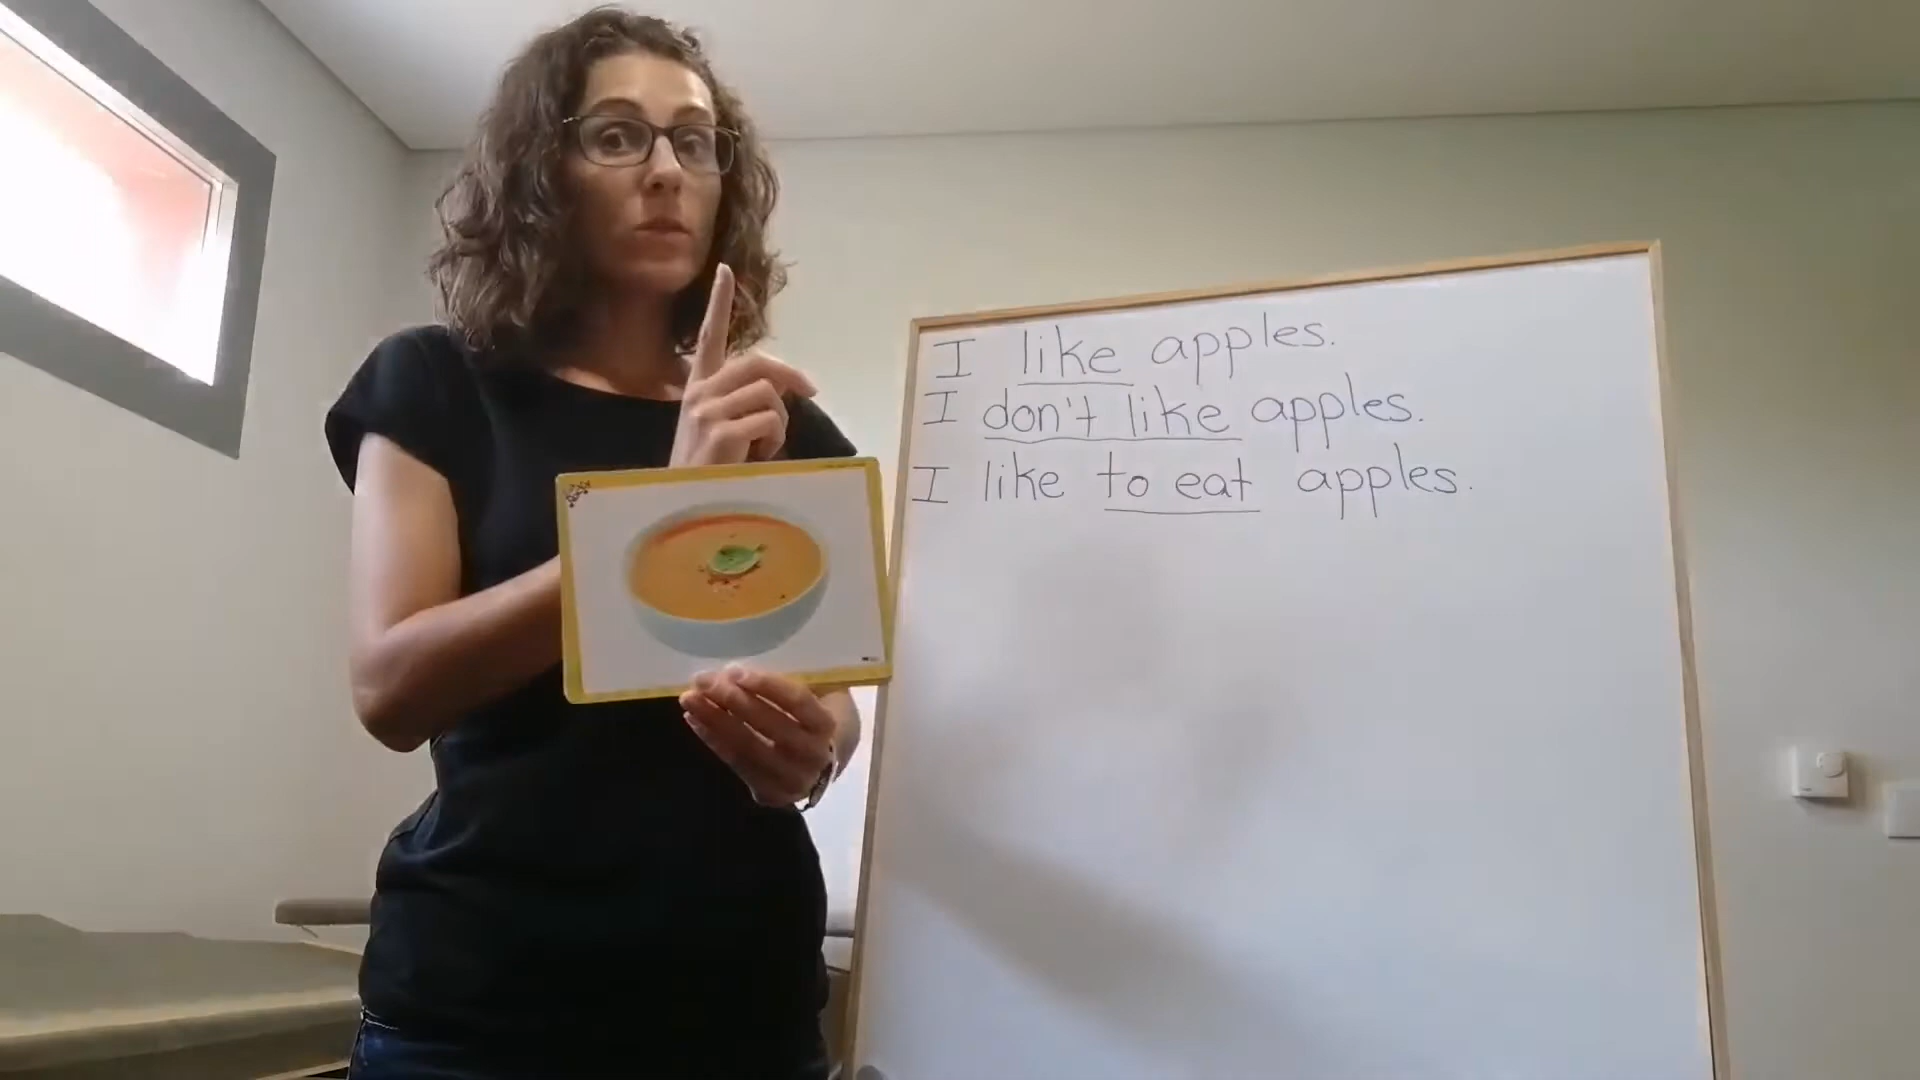 I like apples.
I don't like apples.
I like to eat apples.